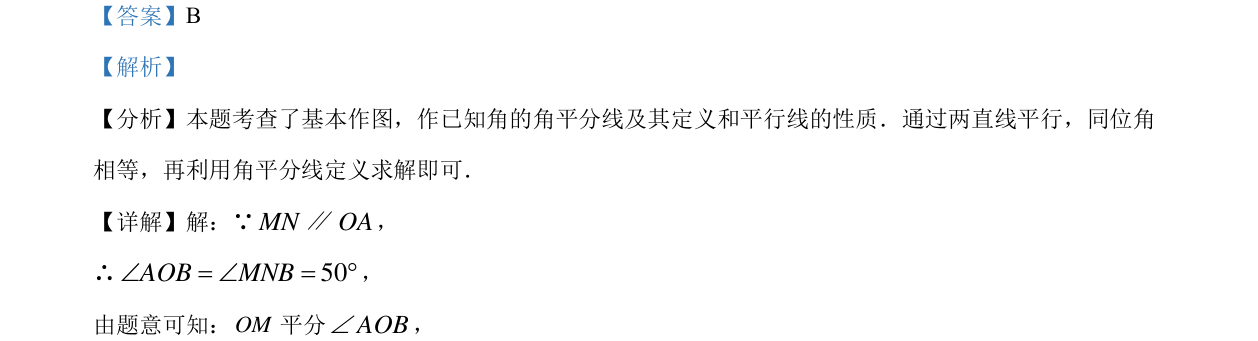 【答案】B
【解析】
【分析】本题考查了基本作图，作已知角的角平分线及其定义和平行线的性质．通过两直线平行，同位角
相等，再利用角平分线定义求解即可．
【详解】解：∵MN ∥ OA，
∴∠AOB = ∠MNB = 50°，
由题意可知：OM 平分∠AOB，